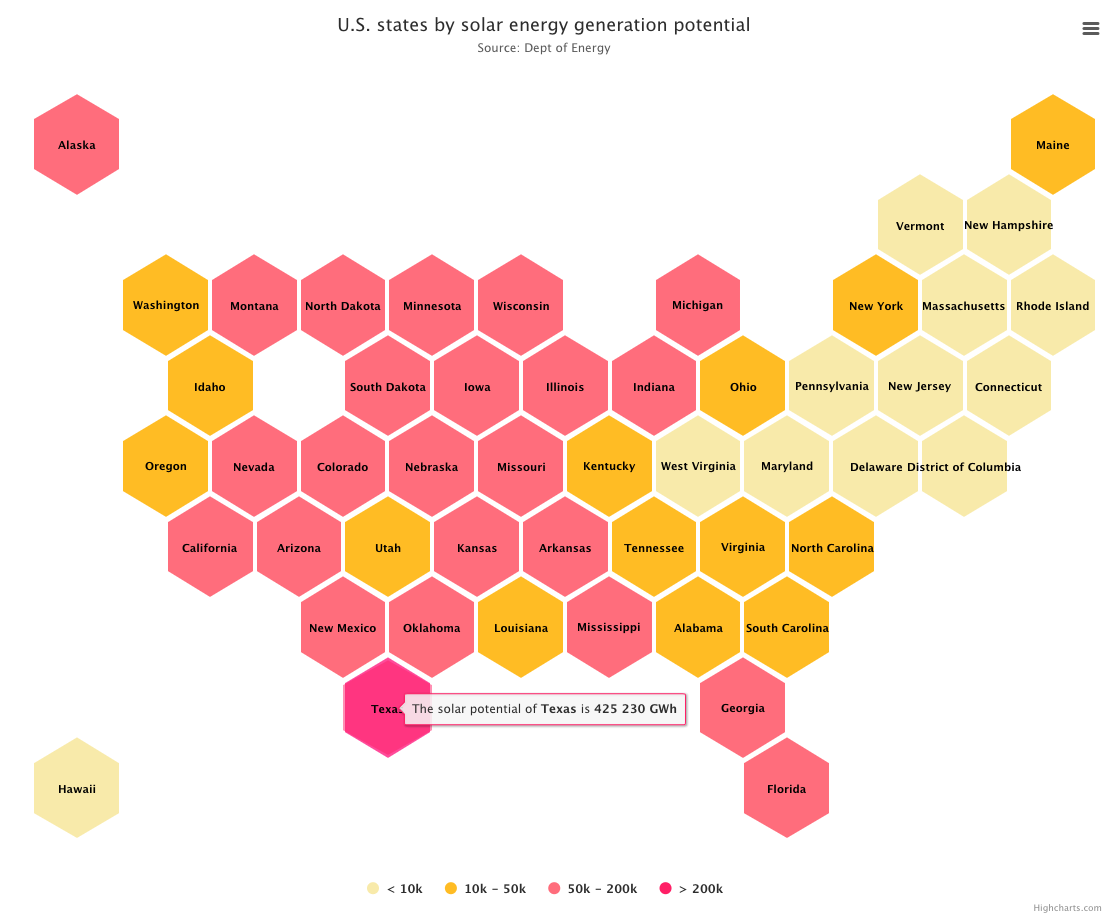 U.S. states by solar energy generation potential
Source: Dept of Energy
Alaska
Maine
Vermont
New Hampshire
Washington
Montana
North Dakota
Minnesota
Wisconsin
Michigan
New York
Massachusetts
Rhode Island
Idaho
South Dakota
Iowa
Illinois
Indiana
Ohio
Pennsylvania
New Jersey
Connecticut
Oregon
Nevada
Colorado
Nebraska
Missouri
Kentucky
West Virginia
Maryland
Delaware
District of Columbia
California
Arizona
Utah
Kansas
Arkansas
Tennessee
Virginia
North Carolina
New Mexico
Oklahoma
Louisiana
Mississippi
Alabama
South Carolina
Texas
The solar potential of Texas is 425 230 GWh
Georgia
Hawaii
Florida
< 10k
10k - 50k
50k - 200k
> 200k
Highcharts.com